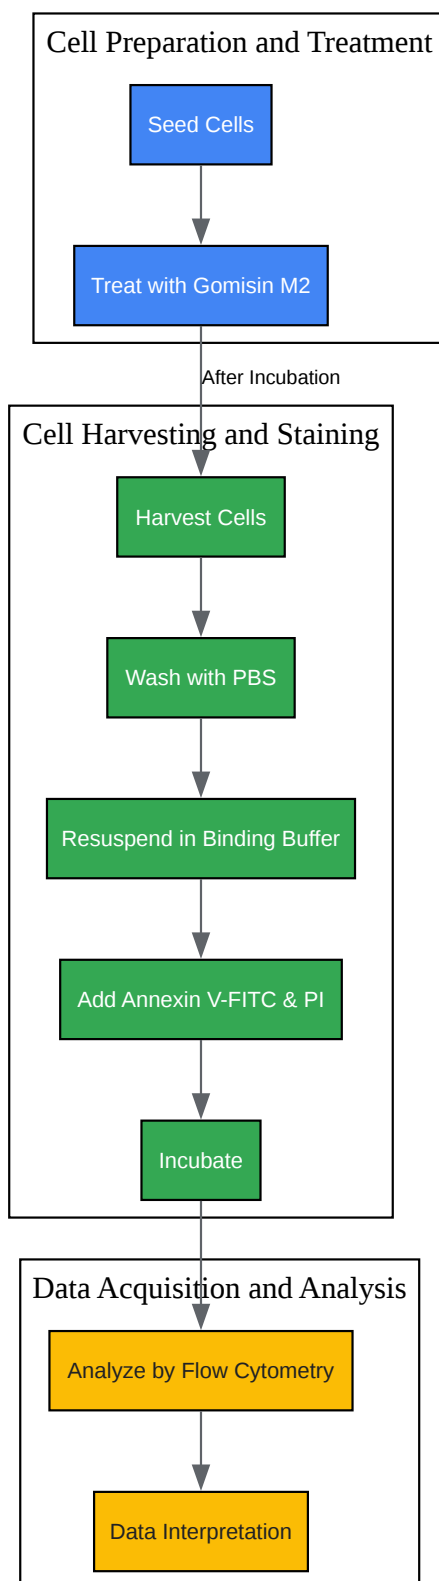 Cell Preparation and Treatment
Seed Cells
Treat with Gomisin M2
After Incubation
Cell Harvesting and Staining
Harvest Cells
Wash with PBS
Resuspend in Binding Buffer
Add Annexin V-FITC & PI
Incubate
Data Acquisition and Analysis
Analyze by Flow Cytometry
Data Interpretation